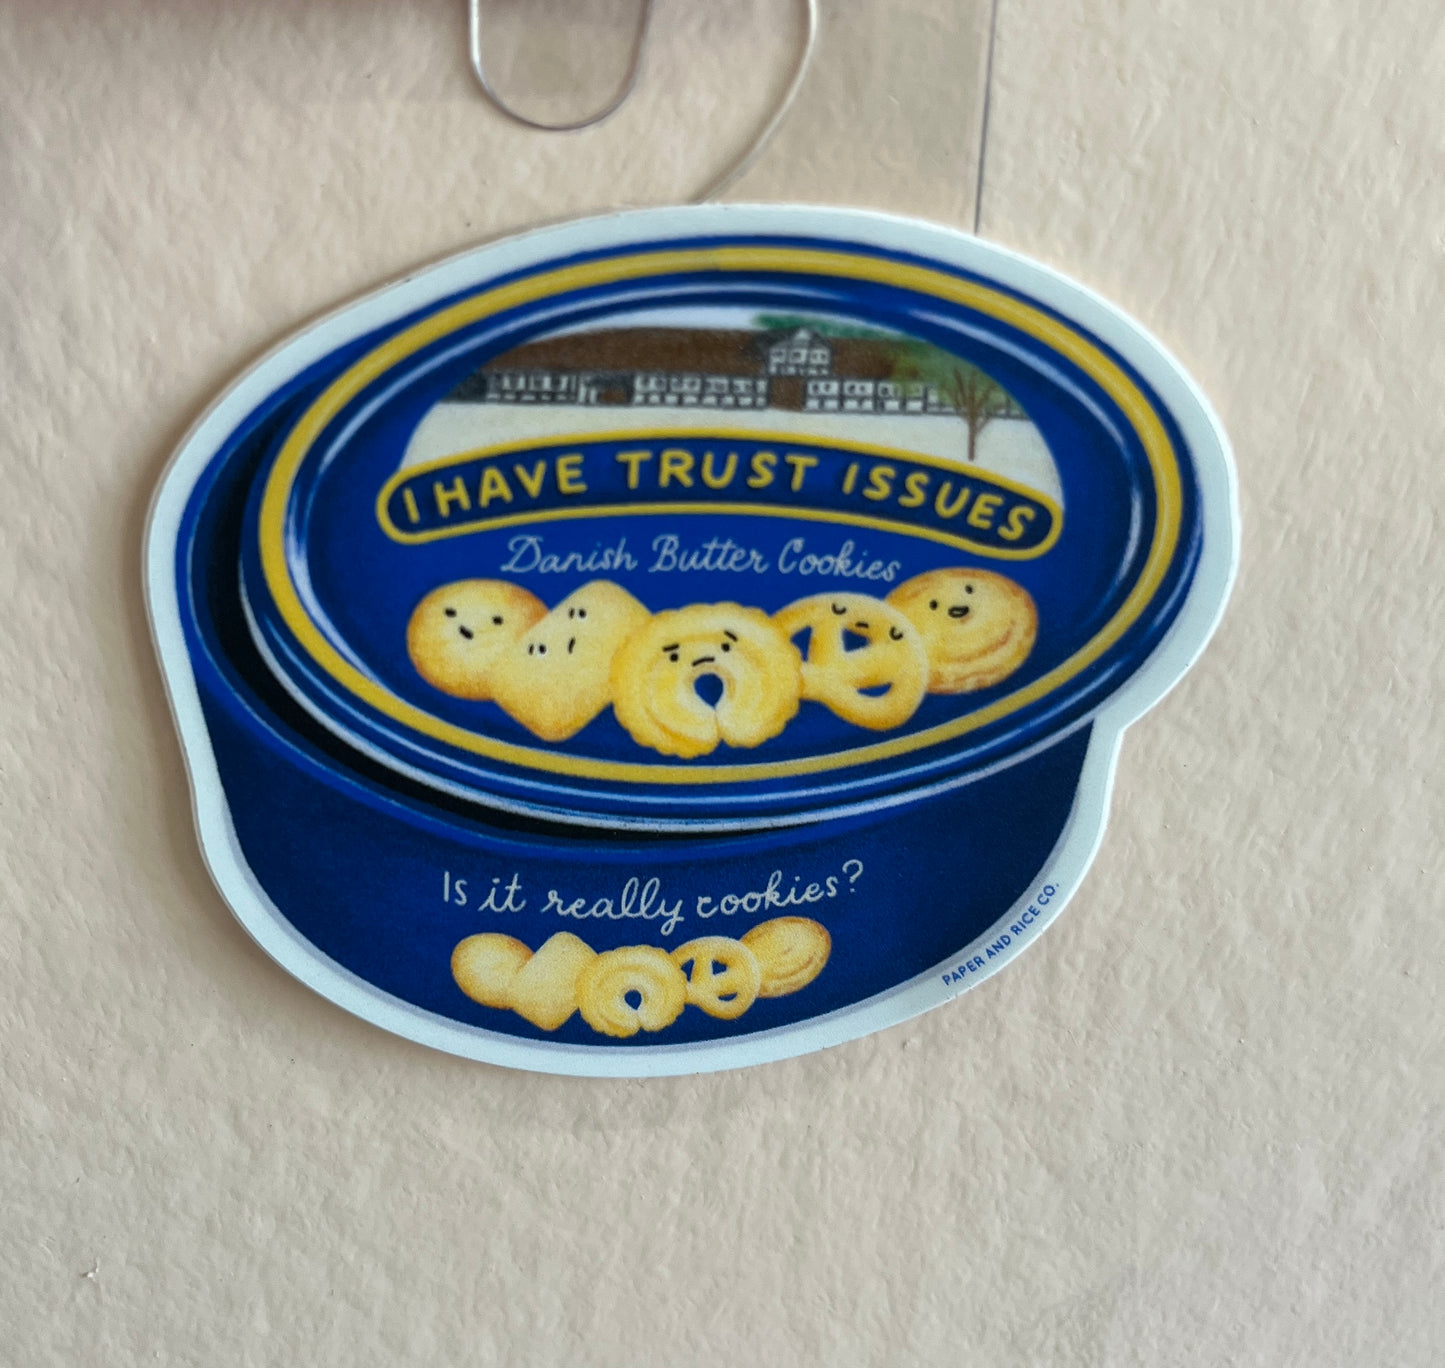 I HAVE TRUST ISSUES
Danish Butter Cookies
Is it really cookies?
PAPER AND RICE CO.